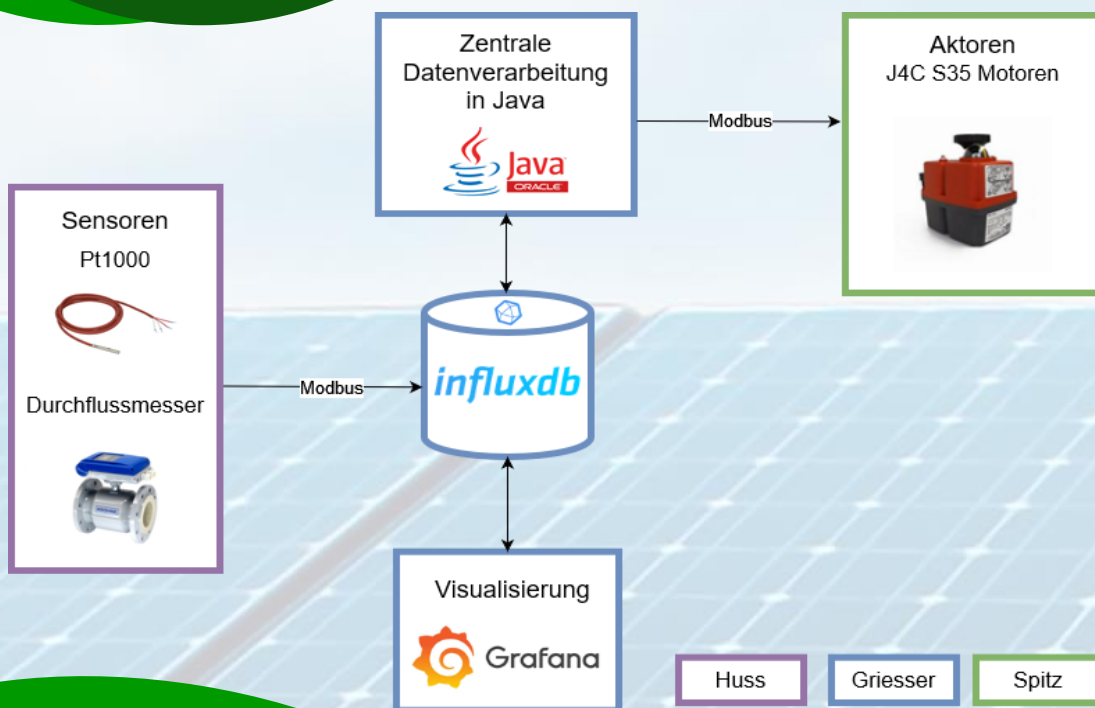 Zentrale
Datenverarbeitung
in Java
Java
ORACLE
Aktoren
J4C S35 Motoren
Modbus
Sensoren
Pt1000
Durchflussmesser
Modbus
influxdb
Visualisierung
Grafana
Huss
Griesser
Spitz